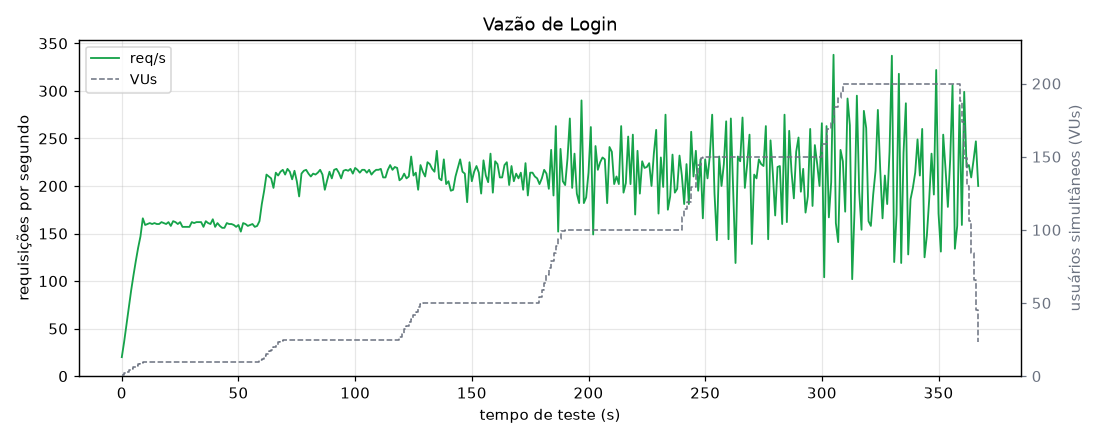 Vazão de Login
req/s
VUs
requisições por segundo
350
300
250
200
150
100
50
0
200
150
100
50
0
usuários simultâneos (VUs)
0 50 100 150 200 250 300 350
tempo de teste (s)